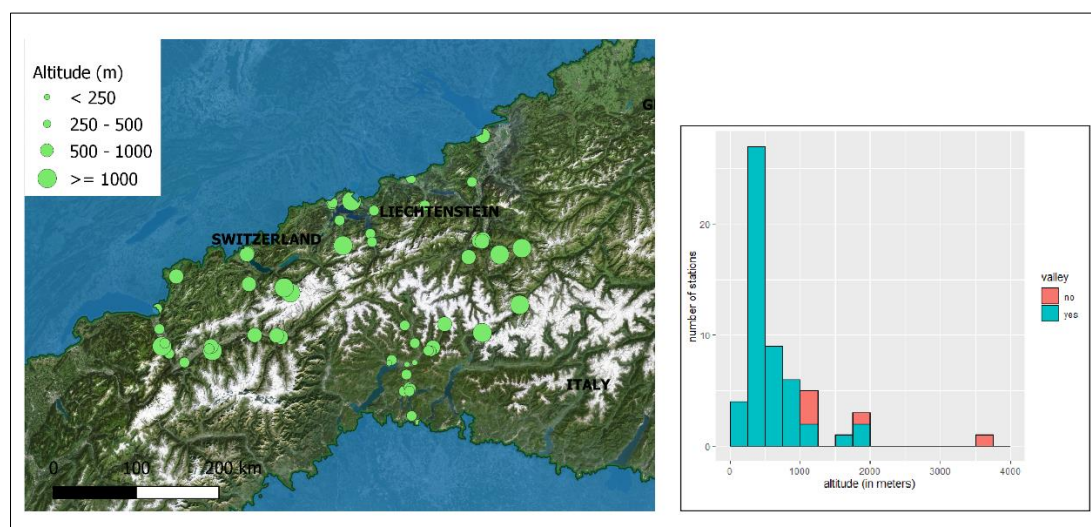 Altitude (m)
< 250
250 - 500
500 - 1000
>= 1000
G
LIECHTENSTEIN
SWITZERLAND
ITALY
0 100 200 km
number of stations
20
10
0
0 1000 2000 3000 4000
altitude (in meters)
valley
no
yes